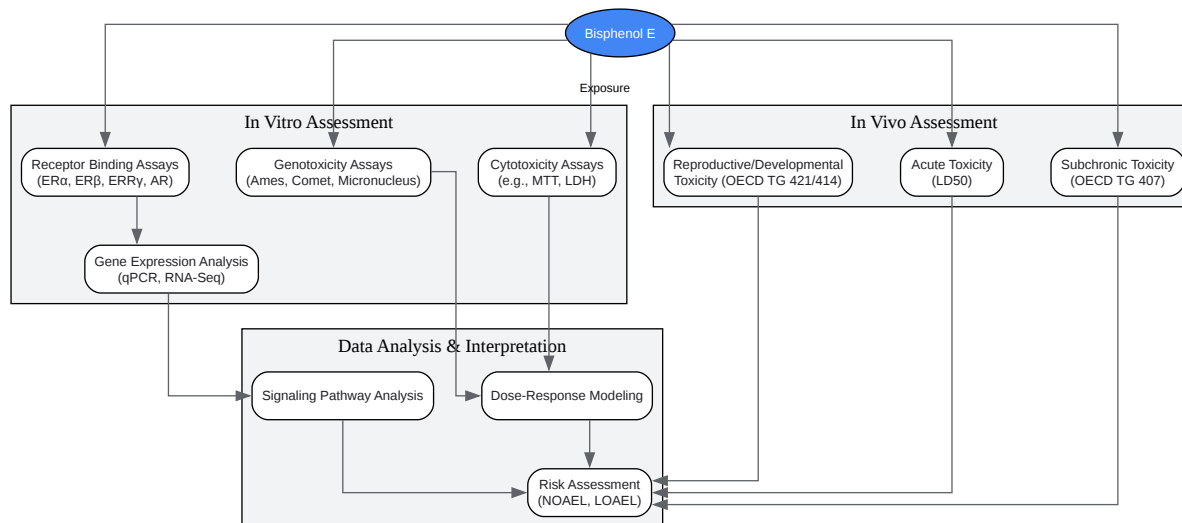 Bisphenol E
Exposure
In Vitro Assessment
In Vivo Assessment
Receptor Binding Assays
(ERα, ERβ, ERRγ, AR)
Genotoxicity Assays
(Ames, Comet, Micronucleus)
Cytotoxicity Assays
(e.g., MTT, LDH)
Reproductive/Developmental
Toxicity (OECD TG 421/414)
Acute Toxicity
(LD50)
Subchronic Toxicity
(OECD TG 407)
Gene Expression Analysis
(qPCR, RNA-Seq)
Data Analysis & Interpretation
Signaling Pathway Analysis
Dose-Response Modeling
Risk Assessment
(NOAEL, LOAEL)